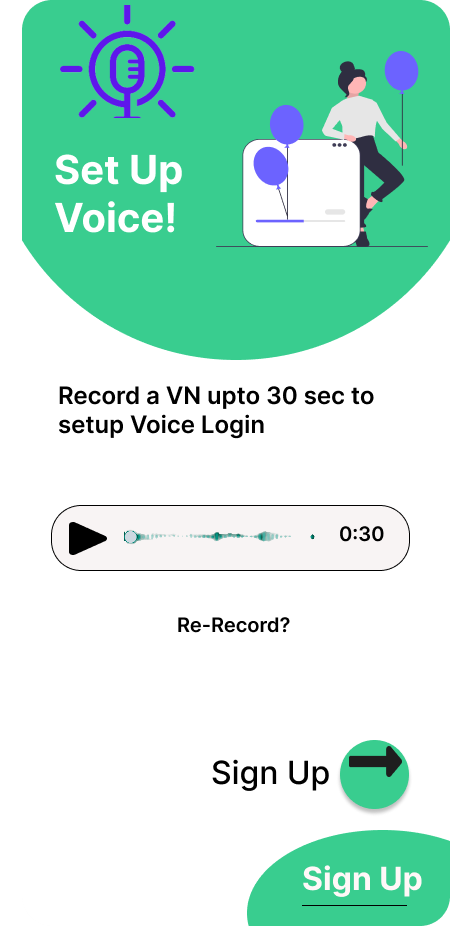 Set Up
Voice!
Record a VN upto 30 sec to
setup Voice Login
0:30
Re-Record?
Sign Up
Sign Up